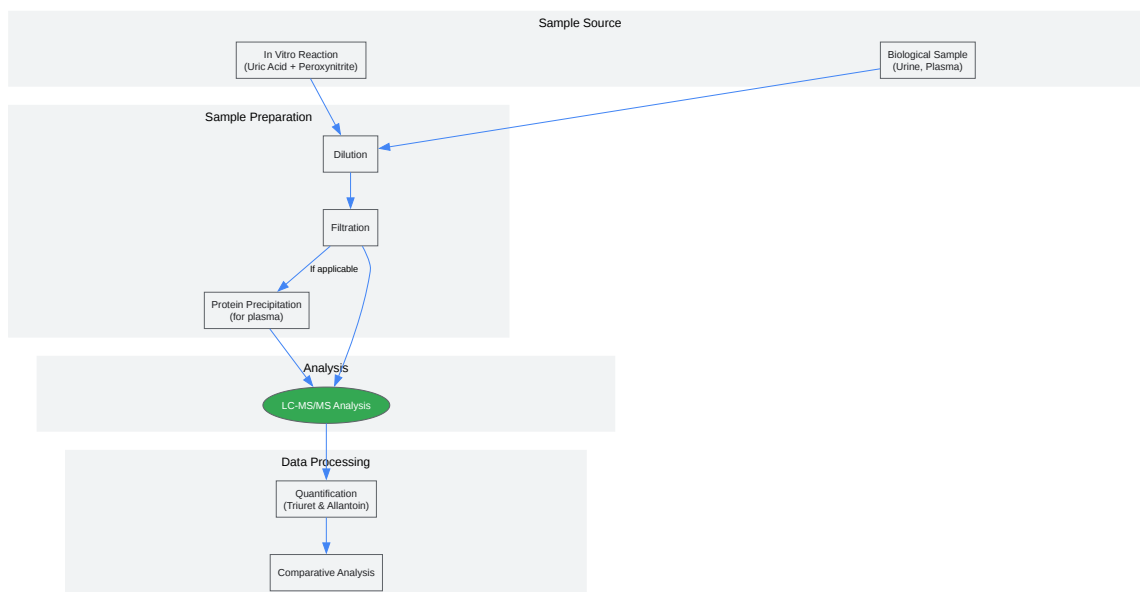 Sample Source
In Vitro Reaction
(Uric Acid + Peroxynitrite)
Biological Sample
(Urine, Plasma)
Sample Preparation
Dilution
Filtration
If applicable
Protein Precipitation
(for plasma)
Analysis
LC-MS/MS Analysis
Data Processing
Quantification
(Triuret & Allantoin)
Comparative Analysis